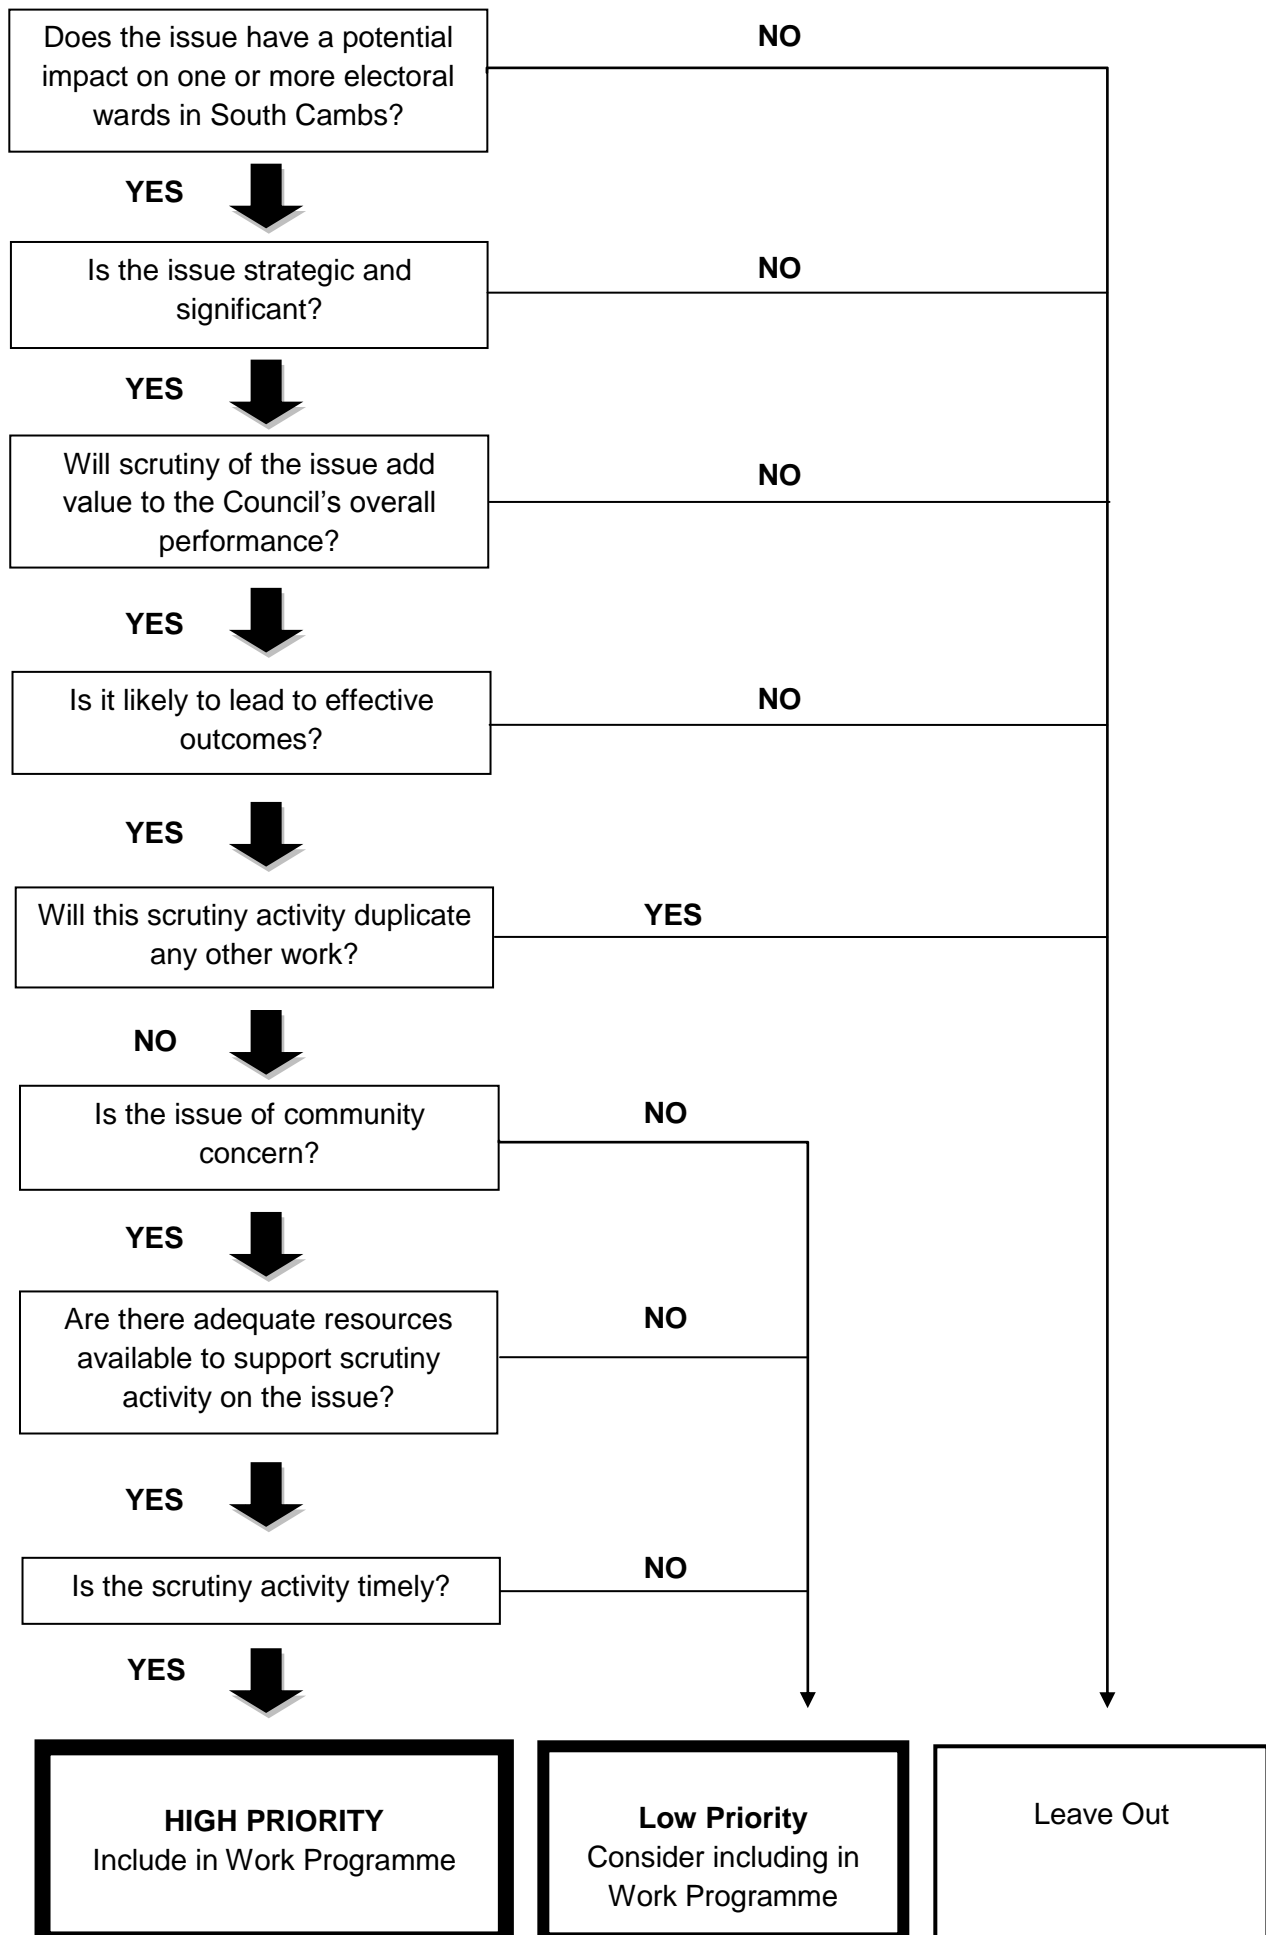 Does the issue have a potential
impact on one or more electoral
wards in South Cambs?
NO
YES
Is the issue strategic and
significant?
NO
YES
Will scrutiny of the issue add
value to the Council’s overall
performance?
NO
YES
Is it likely to lead to effective
outcomes?
NO
YES
Will this scrutiny activity duplicate
any other work?
YES
NO
Is the issue of community
concern?
NO
YES
Are there adequate resources
available to support scrutiny
activity on the issue?
NO
YES
Is the scrutiny activity timely?
NO
YES
HIGH PRIORITY
Include in Work Programme
Low Priority
Consider including in
Work Programme
Leave Out